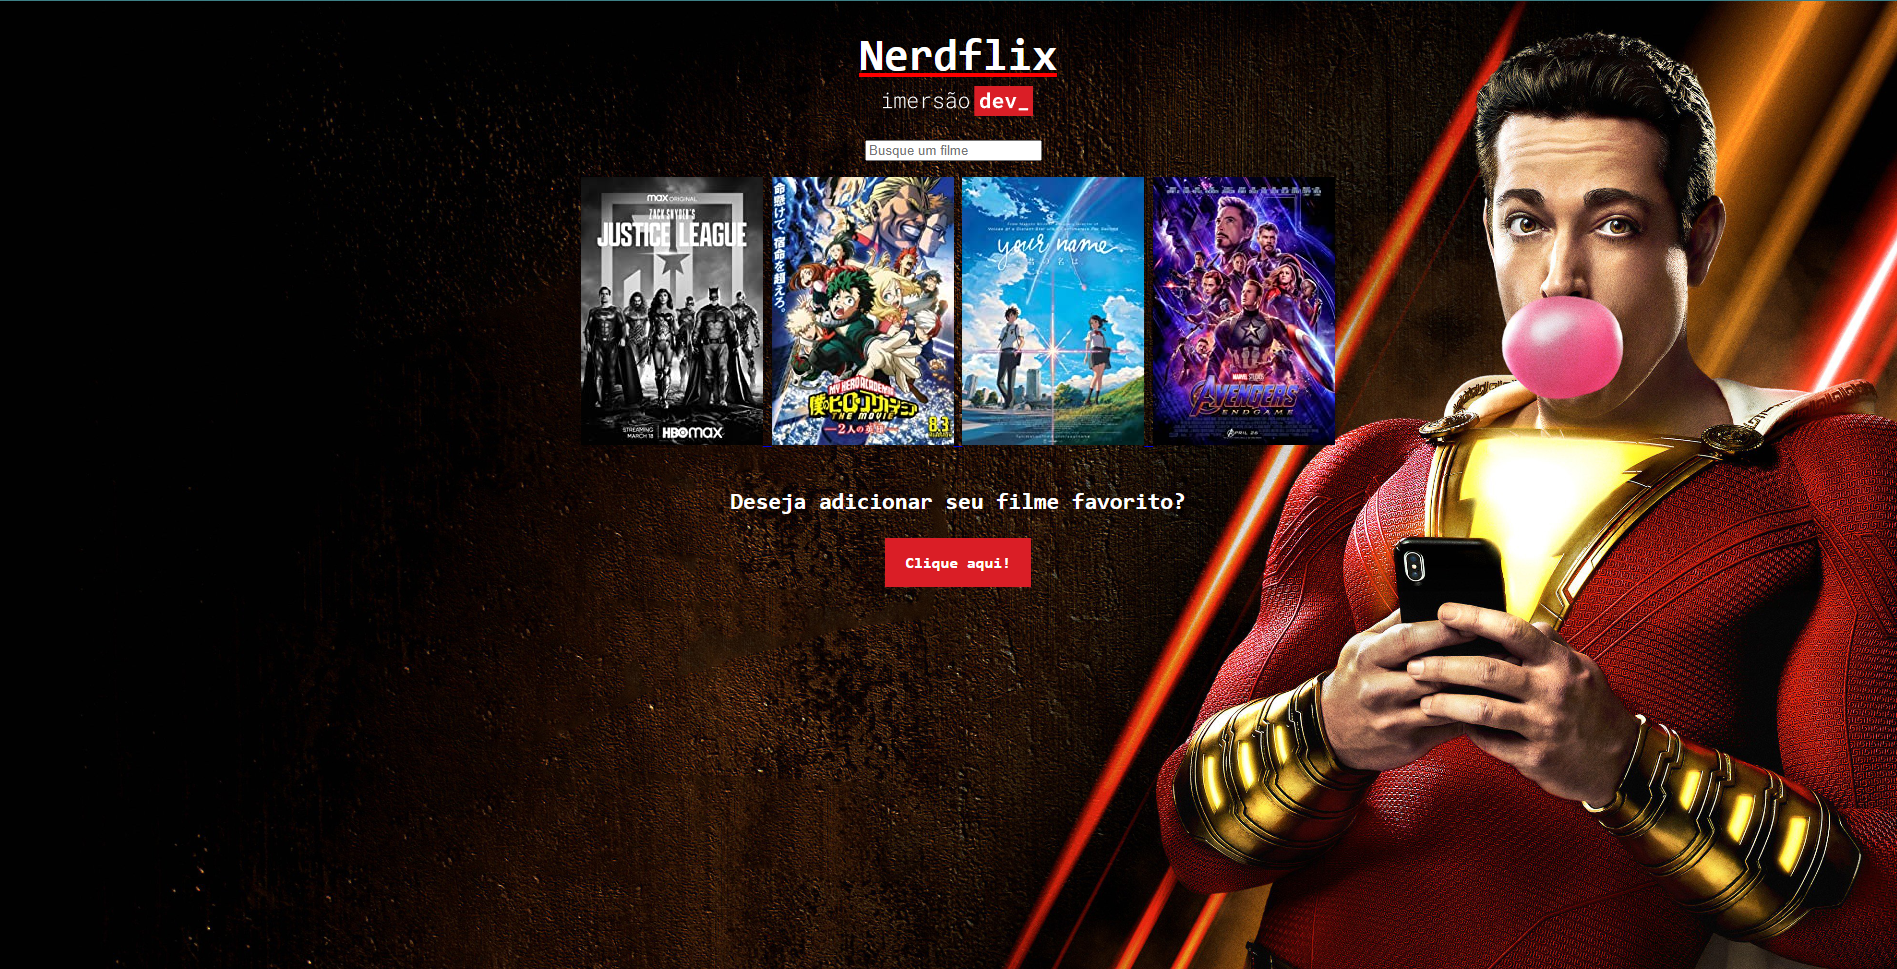 Nerdflix
imersão dev_
Busque um filme
max ORIGINAL
ZACK SNYDER'S
JUSTICE LEAGUE
STREAMING
MARCH 18
HBOmax
命懸けで、宿命を超えろ。
MY HERO ACADEMIA
僕のヒーローアカデミア
THE MOVIE
2人の英雄
8.3
your name.
君の名は
MARVEL STUDIOS
AVENGERS
ENDGAME
APRIL 26
Deseja adicionar seu filme favorito?
Clique aqui!